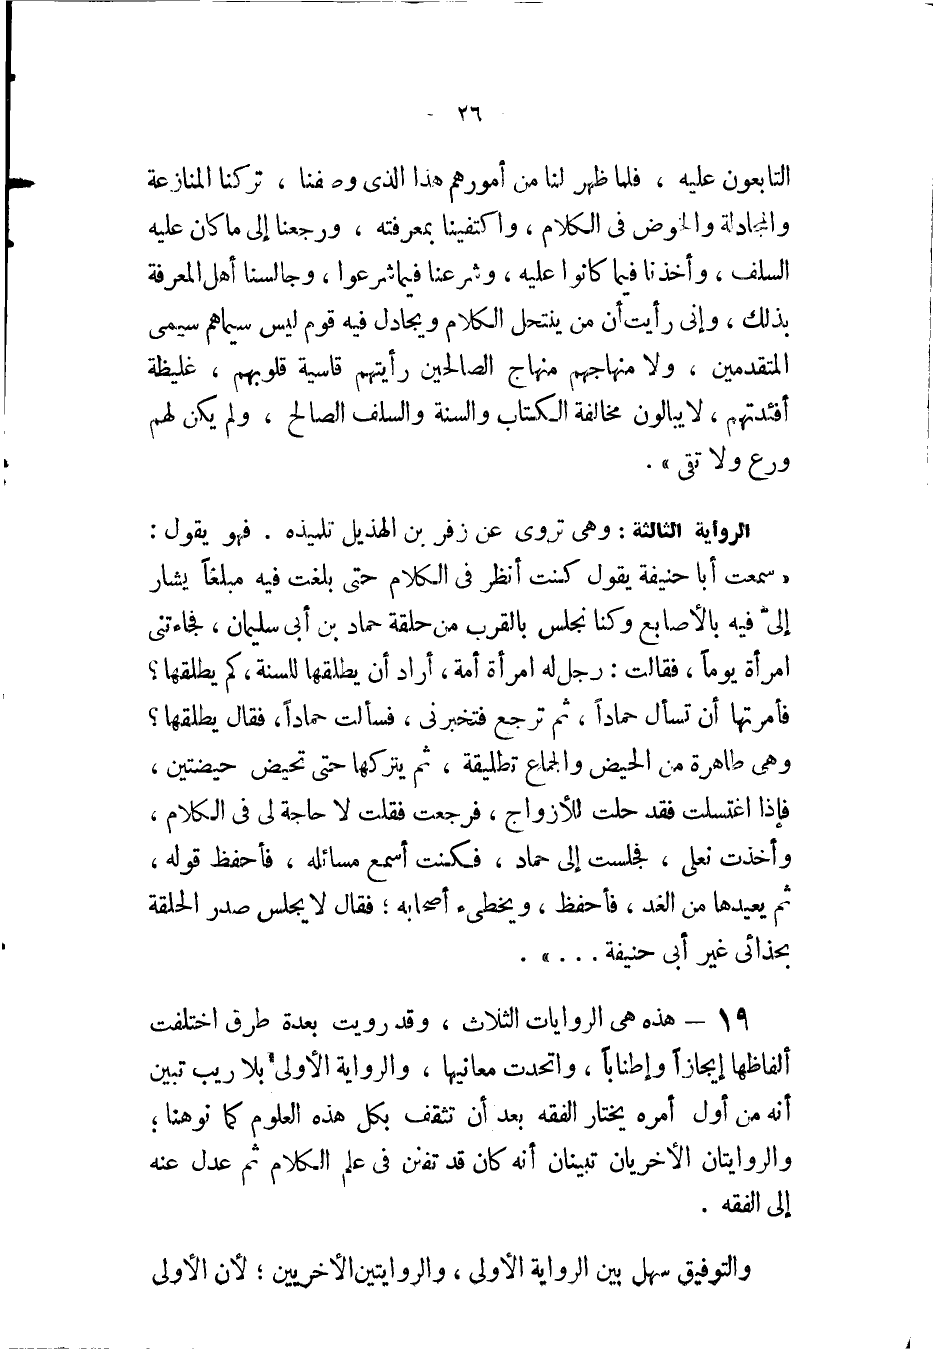 - ٢٦ -
التابعون عليه ، فلما ظهر لنا من أمورهم هذا الذى وصفنا ، تركنا المنازعة
والمجادلة والخوض فى الكلام ، واكتفينا بمعرفته ، ورجعنا إلى ما كان عليه
السلف ، وأخذنا فيما كانوا عليه ، وشرعنا فيما شرعوا ، وجالسنا أهل المعرفة
بذلك ، وإنى رأيت أن من ينتحل الكلام ويجادل فيه قوم ليس سيماهم سيمى
المتقدمين ، ولا منهاجهم منهاج الصالحين رأيتهم قاسية قلوبهم ، غليظة
أفئدتهم ، لا يبالون مخالفة الكتاب والسنة والسلف الصالح ، ولم يكن لهم
ورع ولا تقى » .
الرواية الثالثة : وهى تروى عن زفر بن الهذيل تلميذه . فهو يقول :
« سمعت أبا حنيفة يقول كنت أنظر فى الكلام حتى بلغت فيه مبلغاً يشار
إلىّ فيه بالأصابع وكنا نجلس بالقرب من حلقة حماد بن أبى سليمان ، فجاءتنى
امرأة يوماً ، فقالت : رجل له امرأة أمة ، أراد أن يطلقها للسنة ، كم يطلقها ؟
فأمرتها أن تسأل حماداً ، ثم ترجع فتخبرنى ، فسألت حماداً ، فقال يطلقها ؟
وهى طاهرة من الحيض والجماع تطليقة ، ثم يتركها حتى تحيض حيضتين ،
فإذا اغتسلت فقد حلت للأزواج ، فرجعت فقلت لا حاجة لى فى الكلام ،
وأخذت نعلى ، فجلست إلى حماد ، فكنت أسمع مسائله ، فأحفظ قوله ،
ثم يعيدها من الغد ، فأحفظ ، ويخطىء أصحابه ؛ فقال لا يجلس صدر الحلقة
بحذائى غير أبى حنيفة . . . » .
١٩ – هذه هى الروايات الثلاث ، وقد رويت بعدة طرق اختلفت
ألفاظها إيجازاً وإطناباً ، واتحدت معانيها ، والرواية الأولى بلا ريب تبين
أنه من أول أمره يختار الفقه بعد أن تثقف بكل هذه العلوم كما نوهنا ؛
والروايتان الأخريان تبينان أنه كان قد تفنن فى علم الكلام ثم عدل عنه
إلى الفقه .
والتوفيق سهل بين الرواية الأولى ، والروايتين الأخريين ؛ لأن الأولى